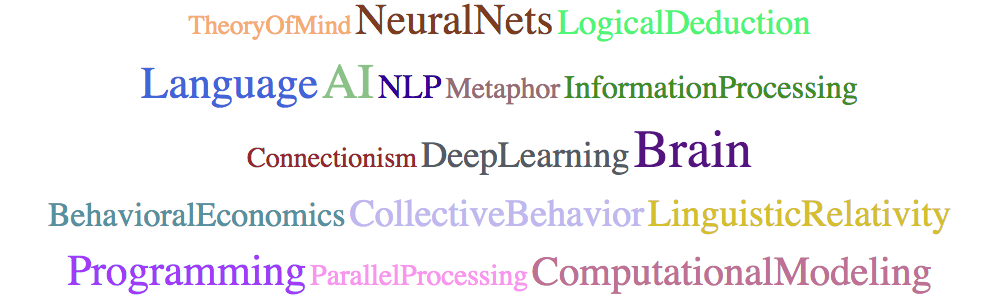 TheoryOfMind NeuralNets LogicalDeduction
Language AI NLP Metaphor InformationProcessing
Connectionism DeepLearning Brain
BehavioralEconomics CollectiveBehavior LinguisticRelativity
Programming ParallelProcessing ComputationalModeling